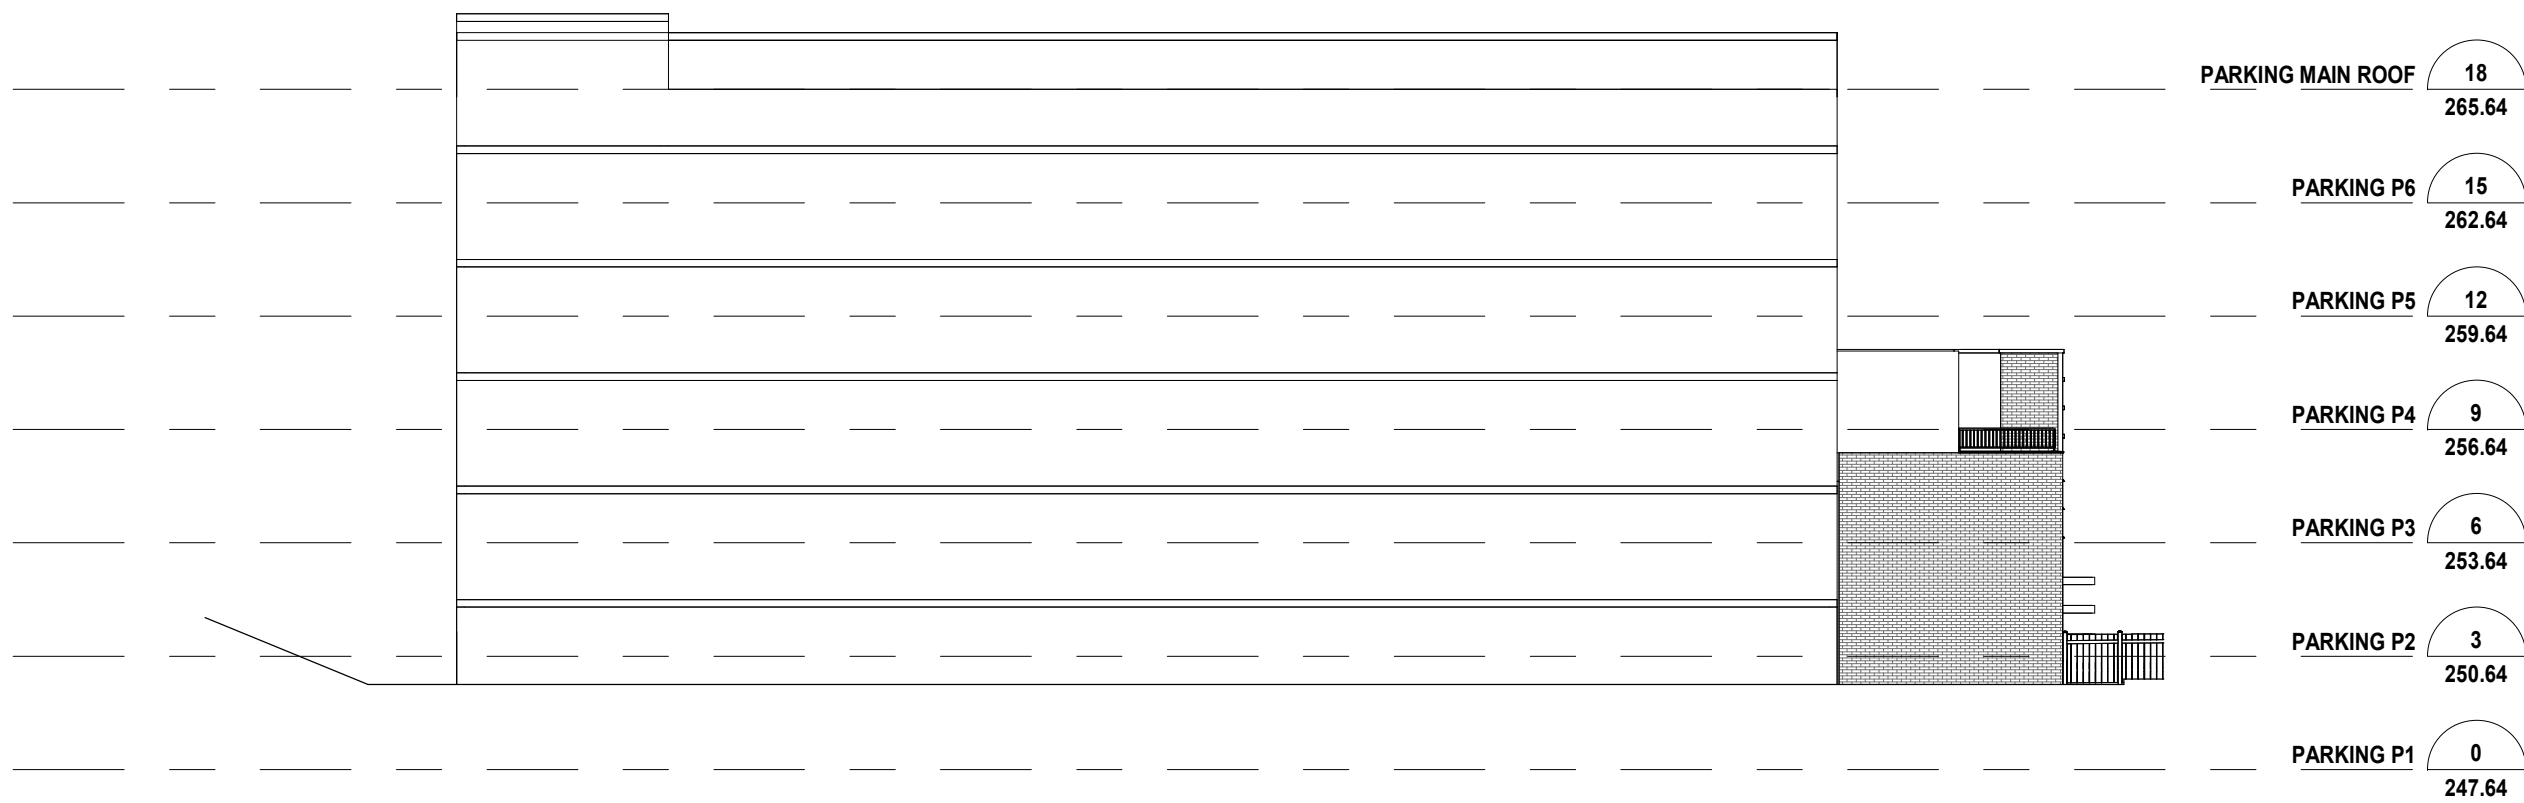 PARKING MAIN ROOF 18
265.64
PARKING P6 15
262.64
PARKING P5 12
259.64
PARKING P4 9
256.64
PARKING P3 6
253.64
PARKING P2 3
250.64
PARKING P1 0
247.64